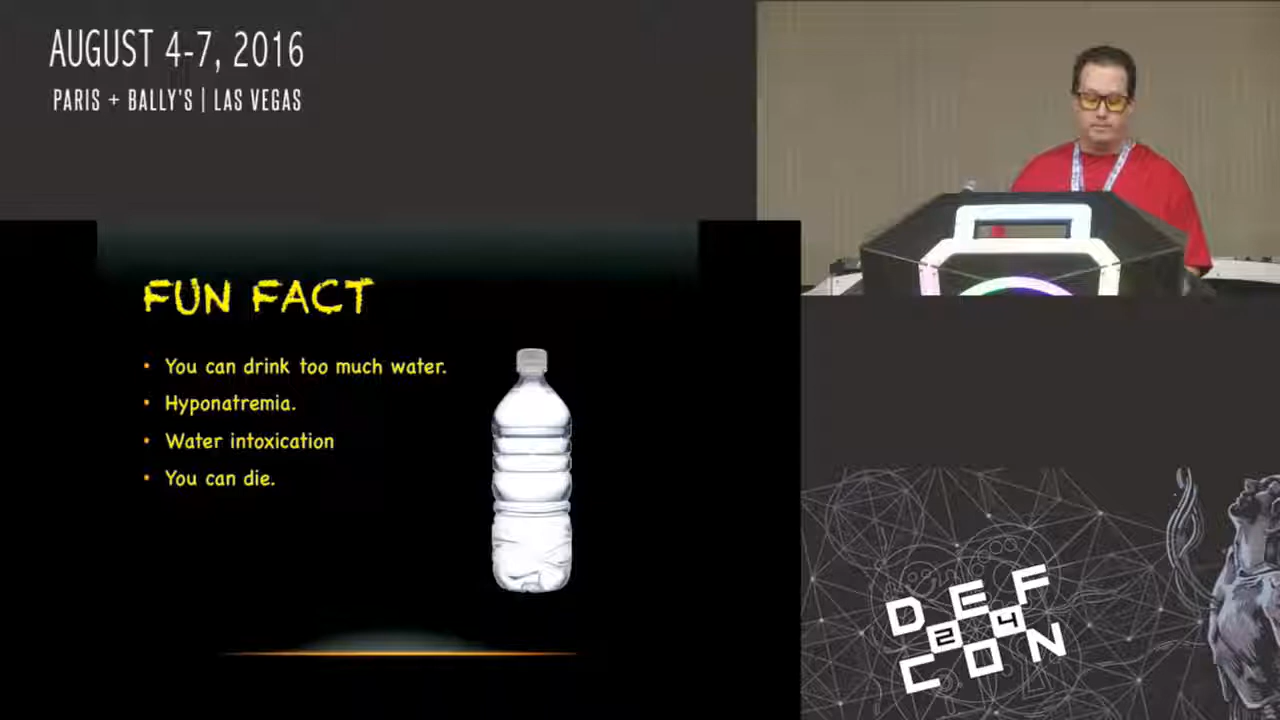 AUGUST 4-7, 2016
PARIS + BALLY'S | LAS VEGAS
FUN FACT
• You can drink too much water.
• Hyponatremia.
• Water intoxication
• You can die.
DEF
24
CON